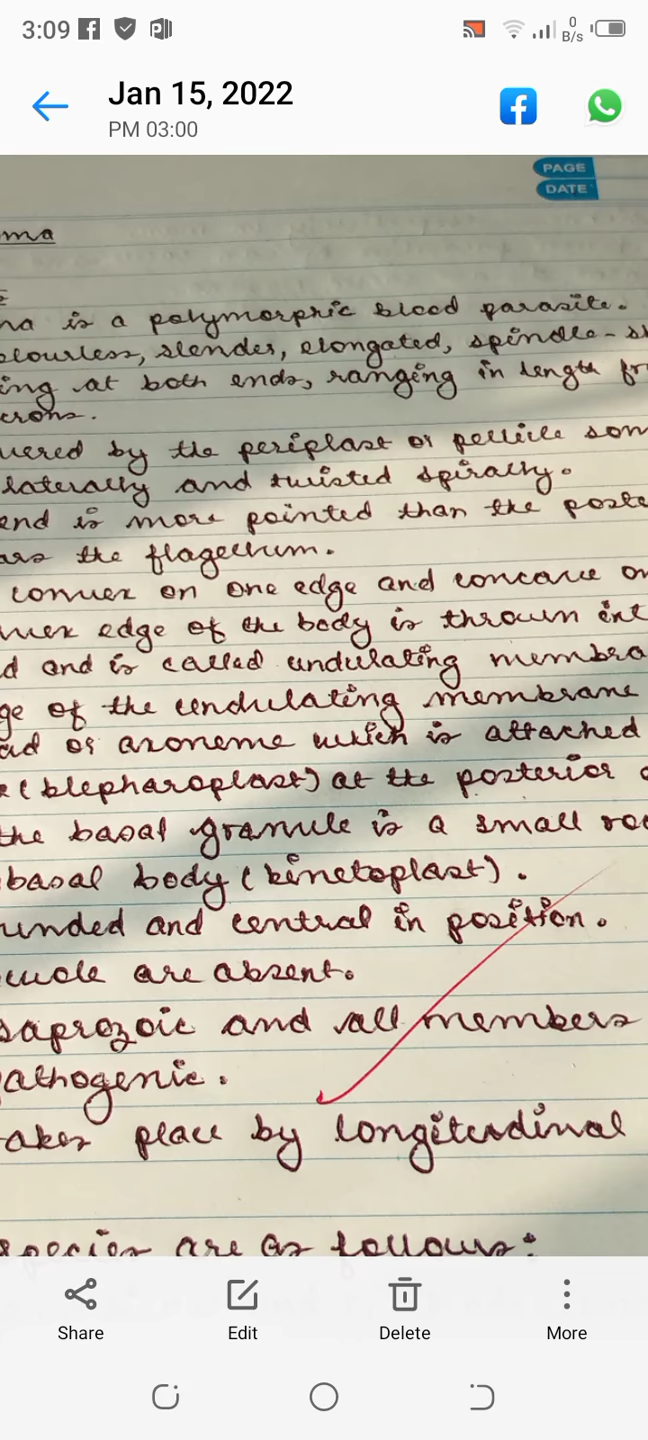 3:09
0
B/s
Jan 15, 2022
PM 03:00
PAGE
DATE
ma
na is a polymorphic blood parasite.
olourless, slender, elongated, spindle-s
ing at both ends, ranging in length fr
crons.
uered by the periplast or pellicle som
laterally and twisted spirally.
end is more pointed than the poste
ars the flagellum.
convex on one edge and concave on
nvex edge of the body is thrown int
d and is called undulating membra
ge of the undulating membrane
ad or axoneme which is attached
e (blepharoplast) at the posterior
the basal granule is a small ro
basal body (kinetoplast).
unded and central in position.
cuole are absent.
saprozoic and all members
athogenic.
akes place by longitudinal
species are as follows:
Share
Edit
Delete
More